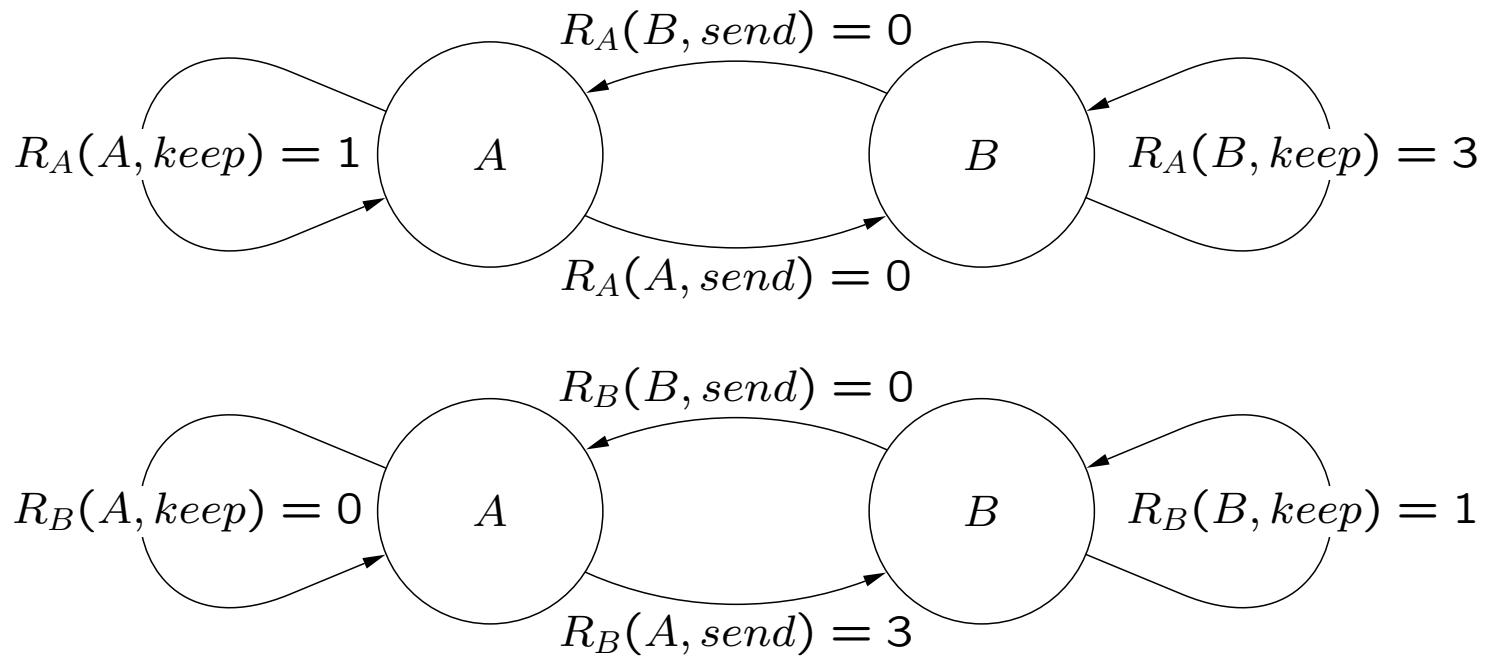 R_A(B, send) = 0
R_A(A, keep) = 1
A
B
R_A(B, keep) = 3
R_A(A, send) = 0
R_B(B, send) = 0
R_B(A, keep) = 0
A
B
R_B(B, keep) = 1
R_B(A, send) = 3